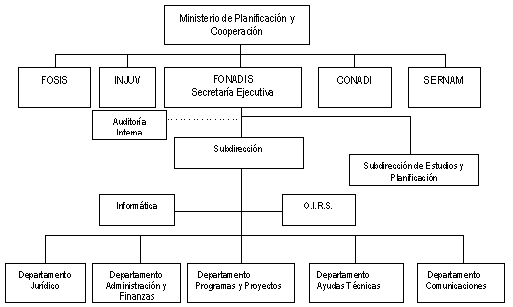 Ministerio de Planificación y
Cooperación
FOSIS
INJUV
FONADIS
Secretaría Ejecutiva
CONADI
SERNAM
Auditoría
Interna
Subdirección
Subdirección de Estudios y
Planificación
Informática
O.I.R.S.
Departamento
Jurídico
Departamento
Administración y
Finanzas
Departamento
Programas y Proyectos
Departamento
Ayudas Técnicas
Departamento
Comunicaciones